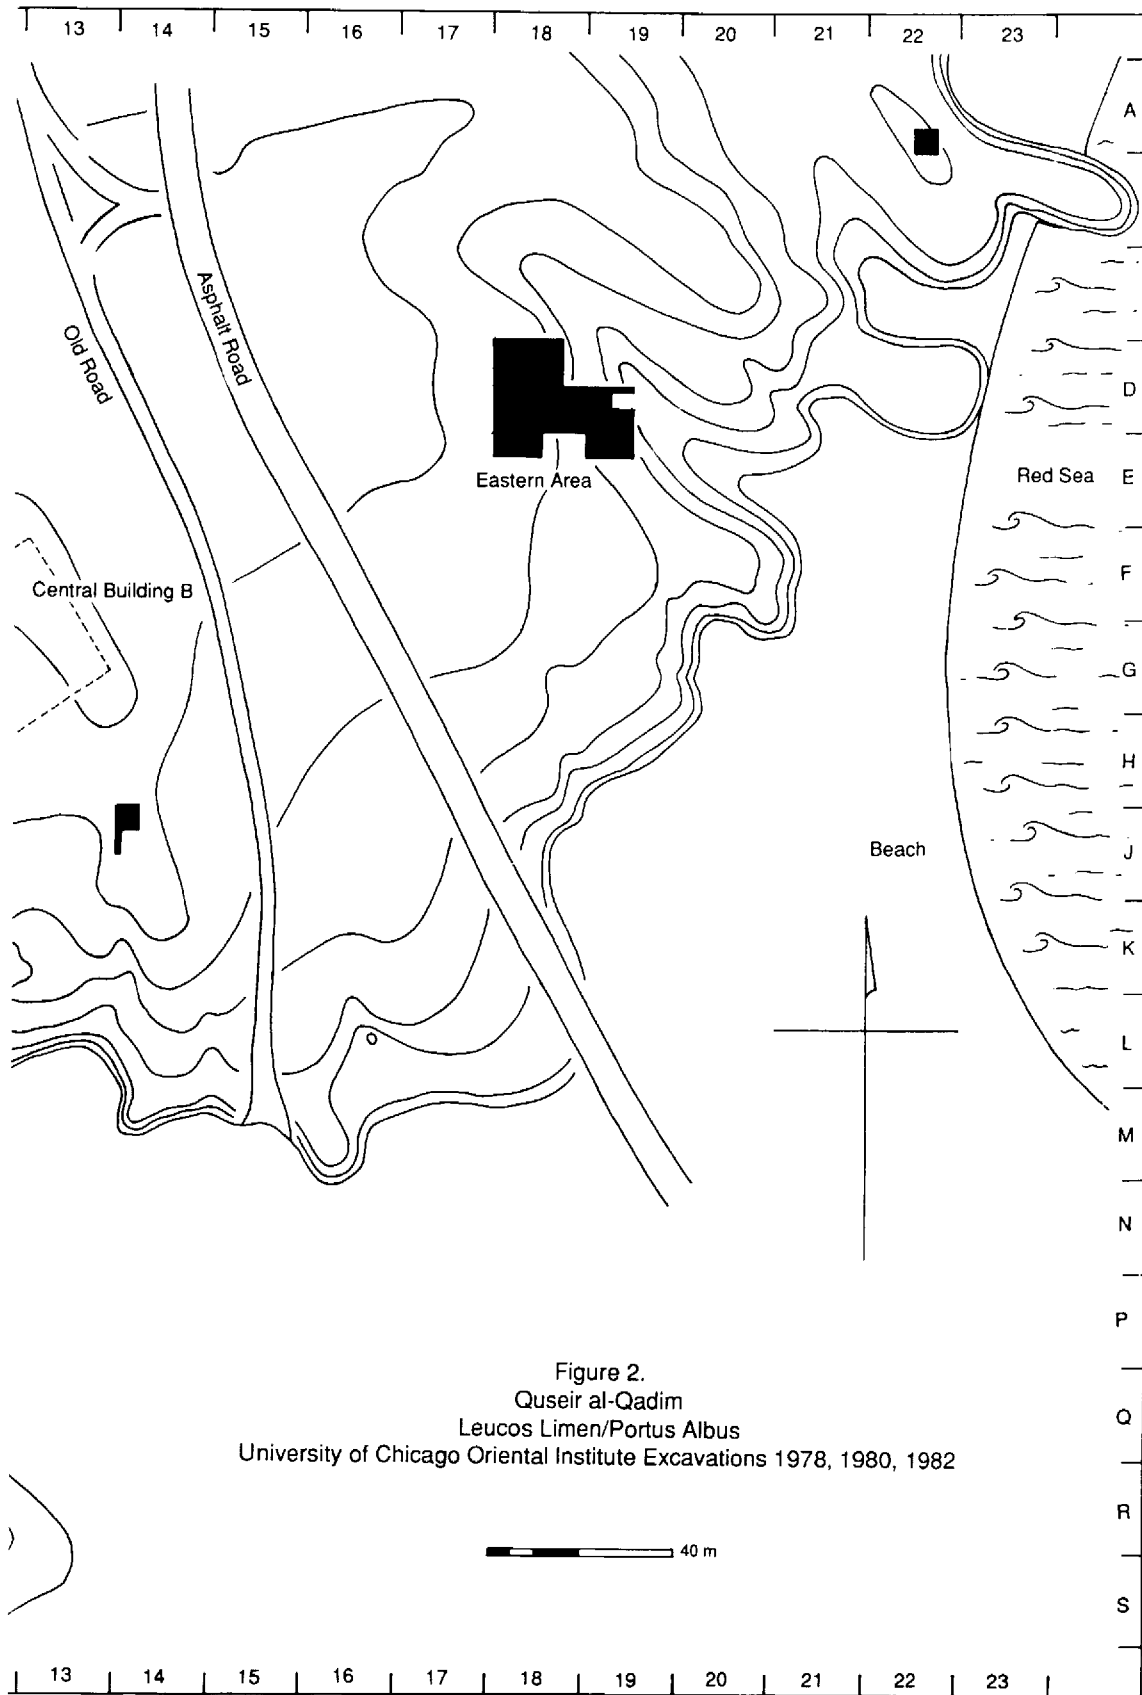 13 14 15 16 17 18 19 20 21 22 23
A
Asphalt Road
Old Road
D
Eastern Area
Red Sea
E
F
Central Building B
G
H
Beach
J
K
L
M
N
P
Figure 2.
Quseir al-Qadim
Leucos Limen/Portus Albus
University of Chicago Oriental Institute Excavations 1978, 1980, 1982
Q
R
40 m
S
13 14 15 16 17 18 19 20 21 22 23